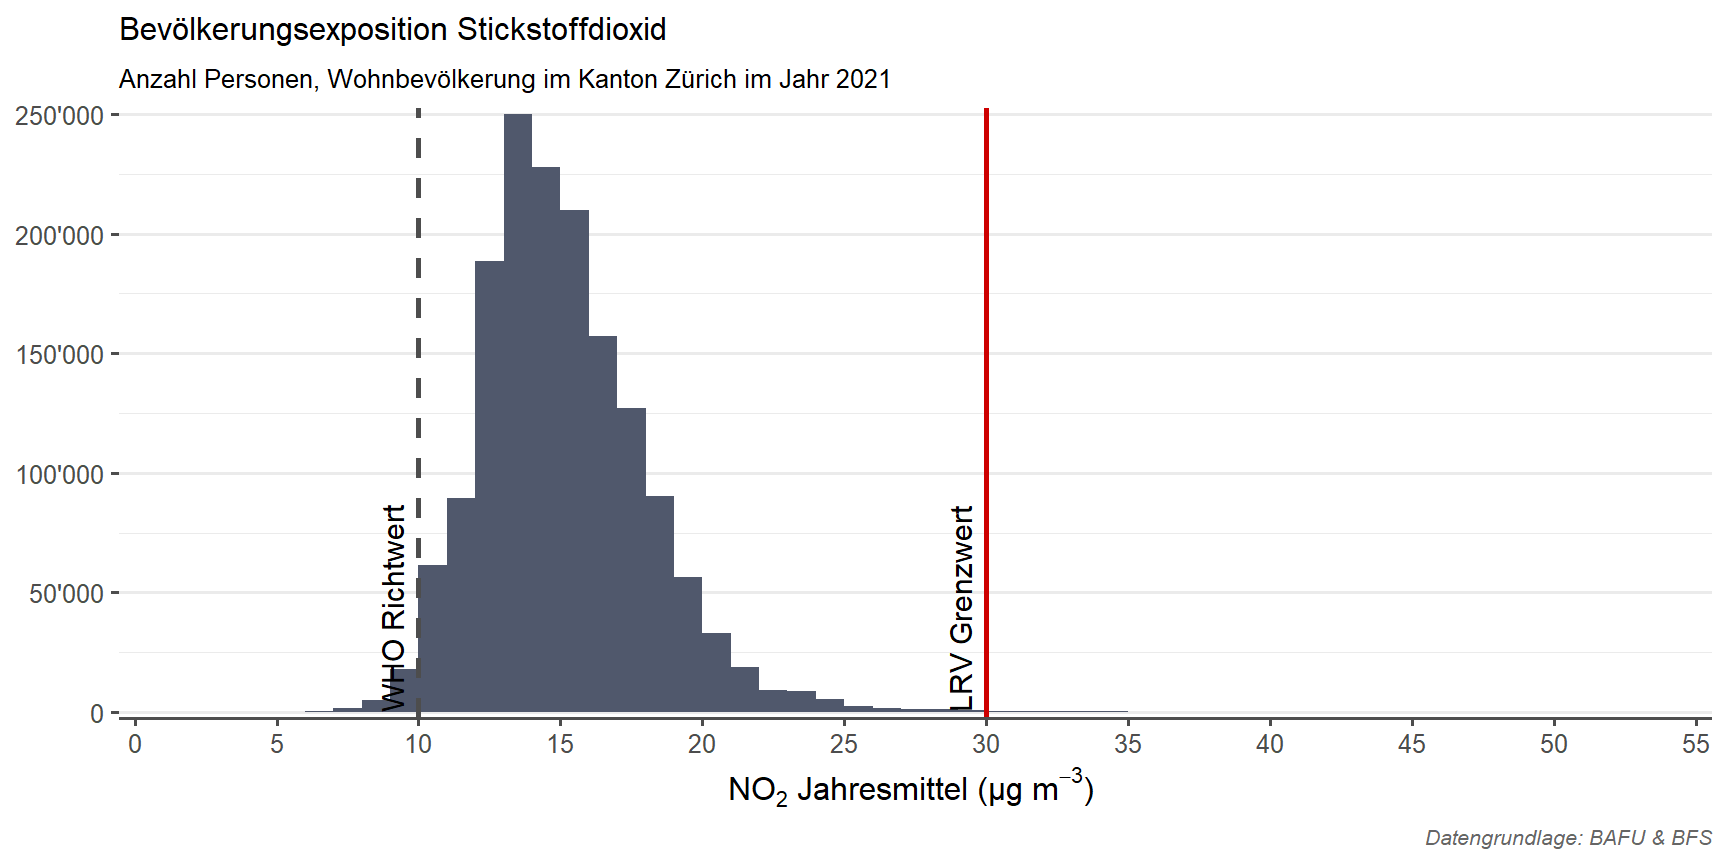 Bevölkerungsexposition Stickstoffdioxid
Anzahl Personen, Wohnbevölkerung im Kanton Zürich im Jahr 2021
250'000
200'000
150'000
100'000
50'000
0
WHO Richtwert
LRV Grenzwert
0 5 10 15 20 25 30 35 40 45 50 55
NO₂ Jahresmittel (µg m⁻³)
Datengrundlage: BAFU & BFS